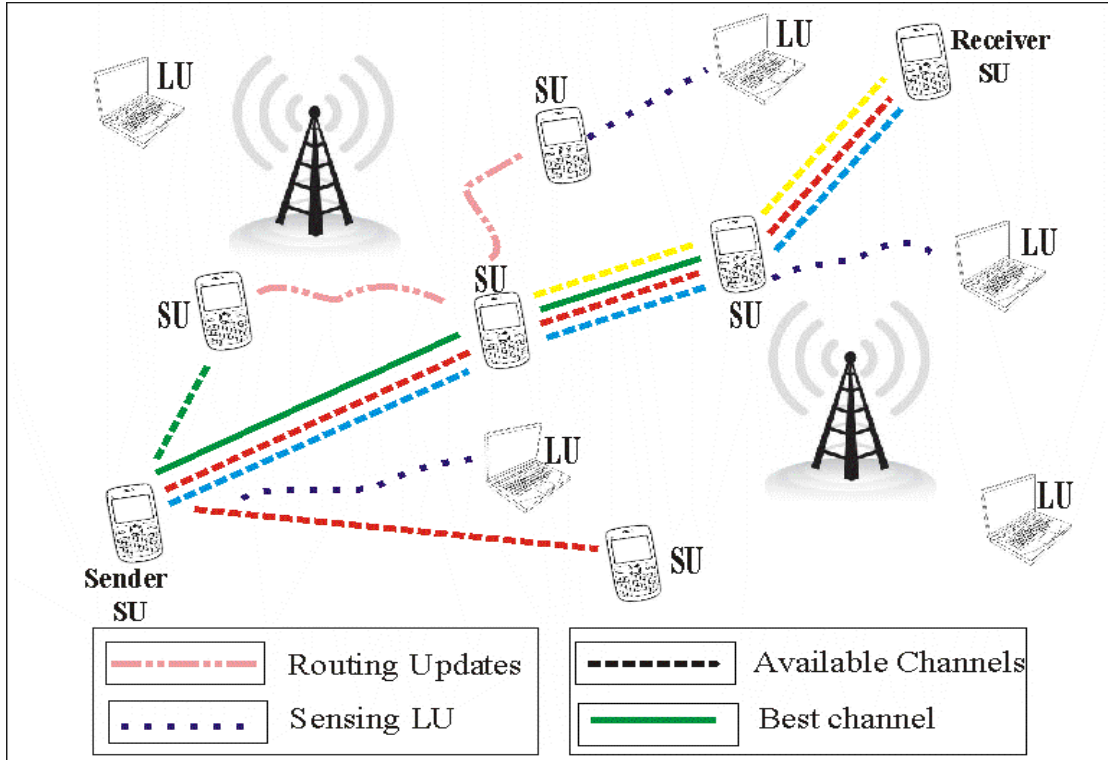 LU
LU
Receiver
SU
SU
LU
SU
SU
SU
LU
LU
SU
Sender
SU
Routing Updates
Available Channels
Sensing LU
Best channel